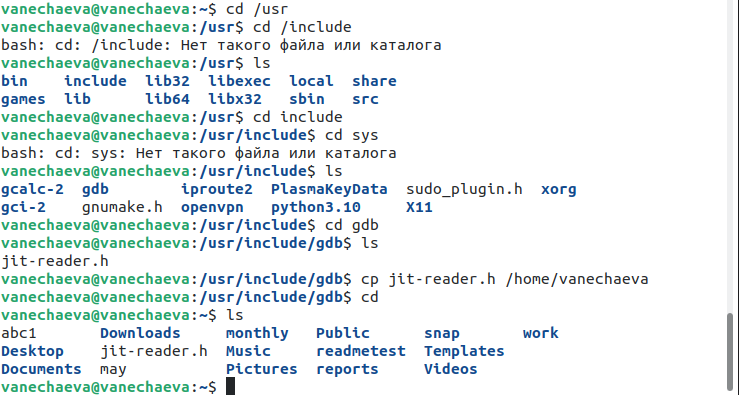 vanechaeva@vanechaeva:~$ cd /usr
vanechaeva@vanechaeva:/usr$ cd /include
bash: cd: /include: Нет такого файла или каталога
vanechaeva@vanechaeva:/usr$ ls
bin    include  lib32  libexec  local  share
games  lib      lib64  libx32   sbin   src
vanechaeva@vanechaeva:/usr$ cd include
vanechaeva@vanechaeva:/usr/include$ cd sys
bash: cd: sys: Нет такого файла или каталога
vanechaeva@vanechaeva:/usr/include$ ls
gcalc-2  gdb        iproute2  PlasmaKeyData  sudo_plugin.h  xorg
gci-2    gnumake.h  openvpn   python3.10     X11
vanechaeva@vanechaeva:/usr/include$ cd gdb
vanechaeva@vanechaeva:/usr/include/gdb$ ls
jit-reader.h
vanechaeva@vanechaeva:/usr/include/gdb$ cp jit-reader.h /home/vanechaeva
vanechaeva@vanechaeva:/usr/include/gdb$ cd
vanechaeva@vanechaeva:~$ ls
abc1       Downloads     monthly   Public      snap       work
Desktop    jit-reader.h  Music     readmetest  Templates
Documents  may           Pictures  reports     Videos
vanechaeva@vanechaeva:~$